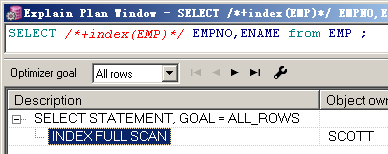 Explain Plan Window - SELECT /*+index(EMP)*/ EMPNO,
SELECT /*+index(EMP)*/ EMPNO,ENAME from EMP ;
Optimizer goal All rows
Description Object own
SELECT STATEMENT, GOAL = ALL_ROWS
INDEX FULL SCAN SCOTT